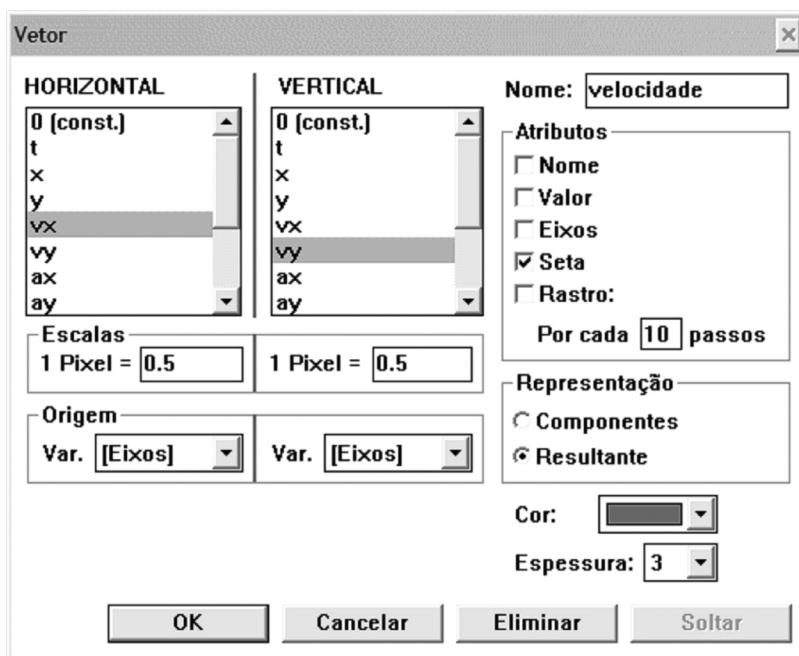 Vetor
HORIZONTAL
0 (const.)
t
x
y
vx
vy
ax
ay
VERTICAL
0 (const.)
t
x
y
vx
vy
ax
ay
Escalas
1 Pixel = 0.5
1 Pixel = 0.5
Origem
Var. [Eixos]
Var. [Eixos]
Nome: velocidade
Atributos
Nome
Valor
Eixos
Seta
Rastro:
Por cada 10 passos
Representação
Componentes
Resultante
Cor:
Espessura: 3
OK
Cancelar
Eliminar
Soltar